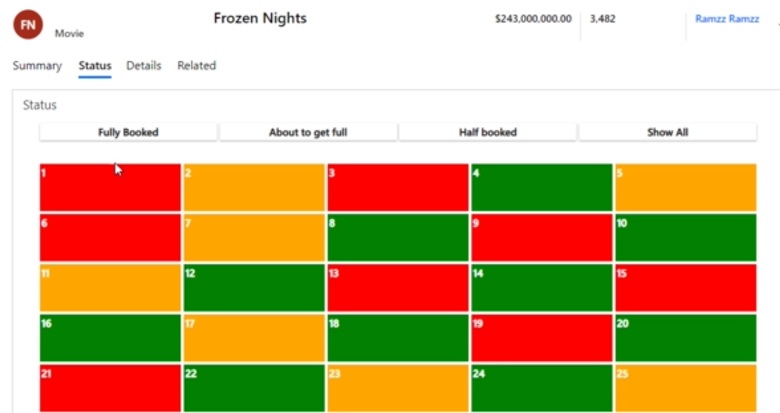 FN Frozen Nights $243,000,000.00 3,482 Ramzz Ramzz
Movie
Summary Status Details Related
Status
Fully Booked About to get full Half booked Show All
1 2 3 4 5
6 7 8 9 10
11 12 13 14 15
16 17 18 19 20
21 22 23 24 25